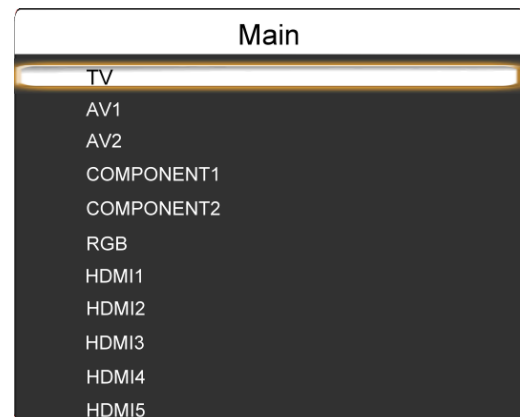 Main
TV
AV1
AV2
COMPONENT1
COMPONENT2
RGB
HDMI1
HDMI2
HDMI3
HDMI4
HDMI5